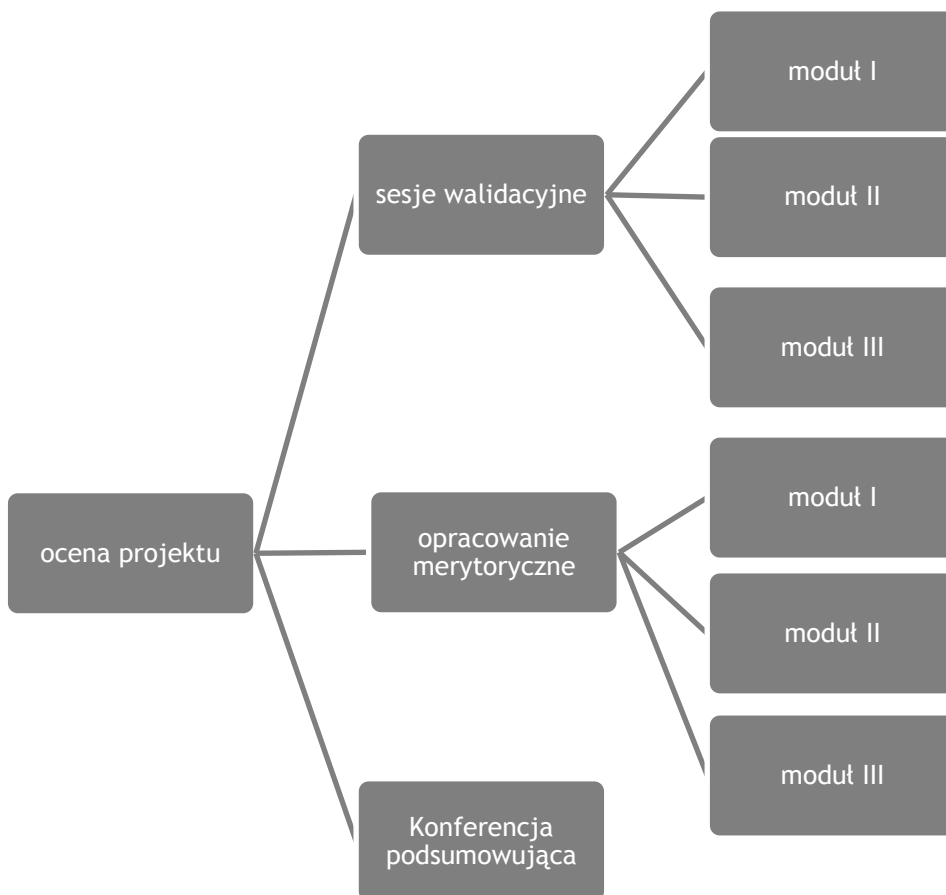 ocena projektu
sesje walidacyjne
moduł I
moduł II
moduł III
opracowanie
merytoryczne
moduł I
moduł II
moduł III
Konferencja
podsumowująca